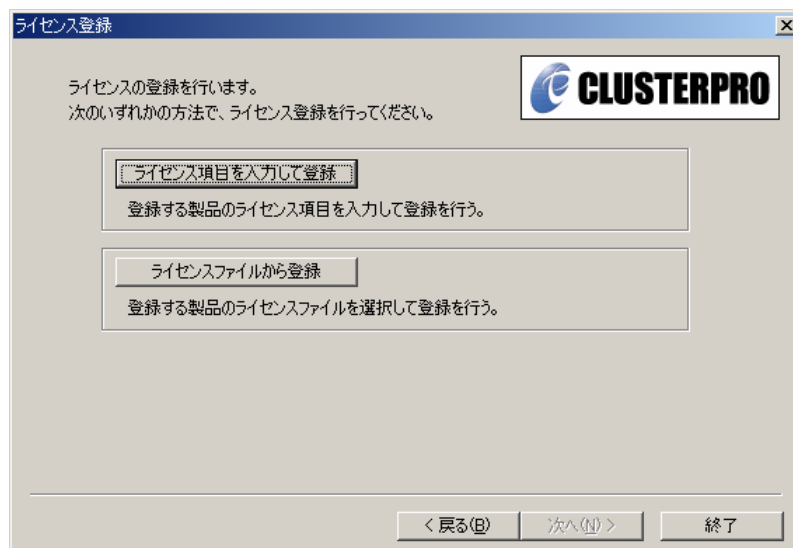 ライセンス登録
CLUSTERPRO
ライセンスの登録を行います。
次のいずれかの方法で、ライセンス登録を行ってください。
ライセンス項目を入力して登録
登録する製品のライセンス項目を入力して登録を行う。
ライセンスファイルから登録
登録する製品のライセンスファイルを選択して登録を行う。
< 戻る(B) 次へ(N) > 終了